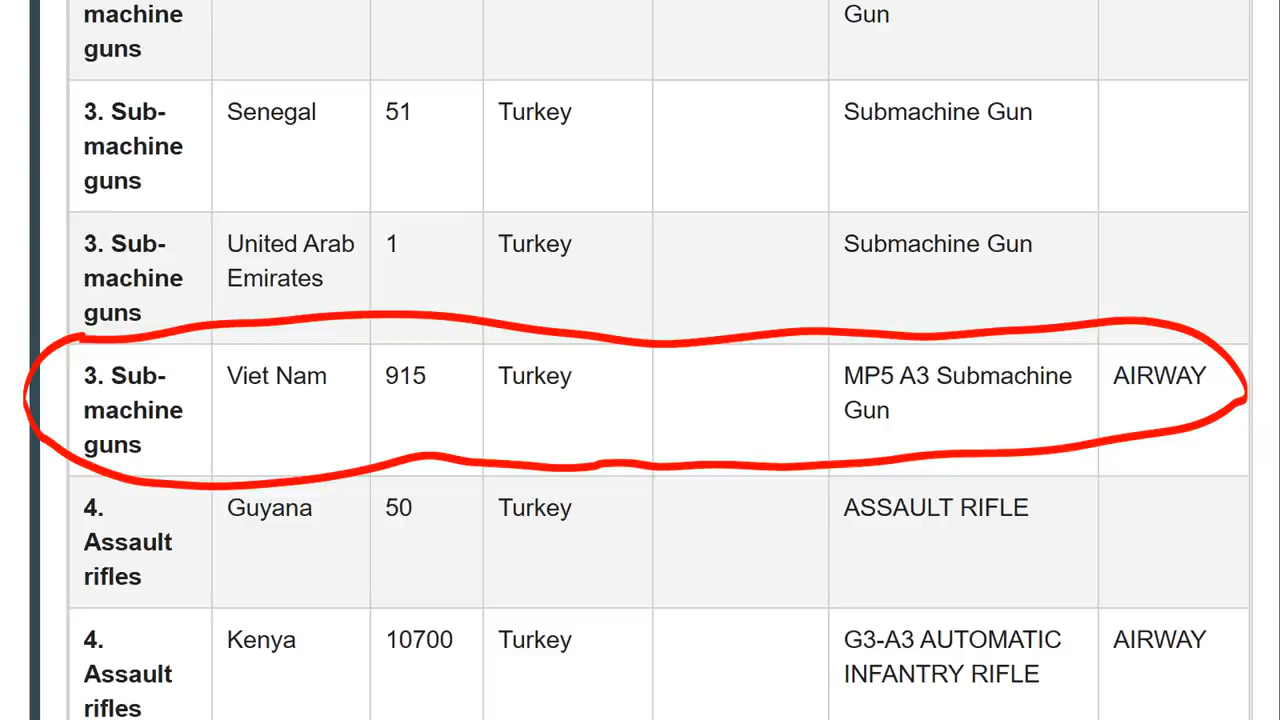 machine Gun
guns
3. Sub- Senegal 51 Turkey Submachine Gun
machine
guns
3. Sub- United Arab 1 Turkey Submachine Gun
machine Emirates
guns
3. Sub- Viet Nam 915 Turkey MP5 A3 Submachine AIRWAY
machine Gun
guns
4. Guyana 50 Turkey ASSAULT RIFLE
Assault
rifles
4. Kenya 10700 Turkey G3-A3 AUTOMATIC AIRWAY
Assault INFANTRY RIFLE
rifles